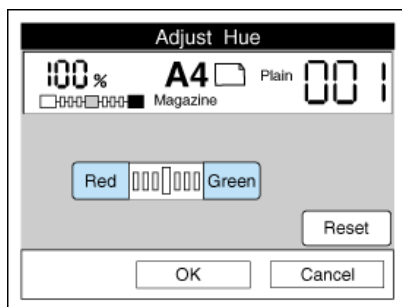 Adjust Hue
100 % A4 Plain 001
Magazine
Red Green
Reset
OK Cancel